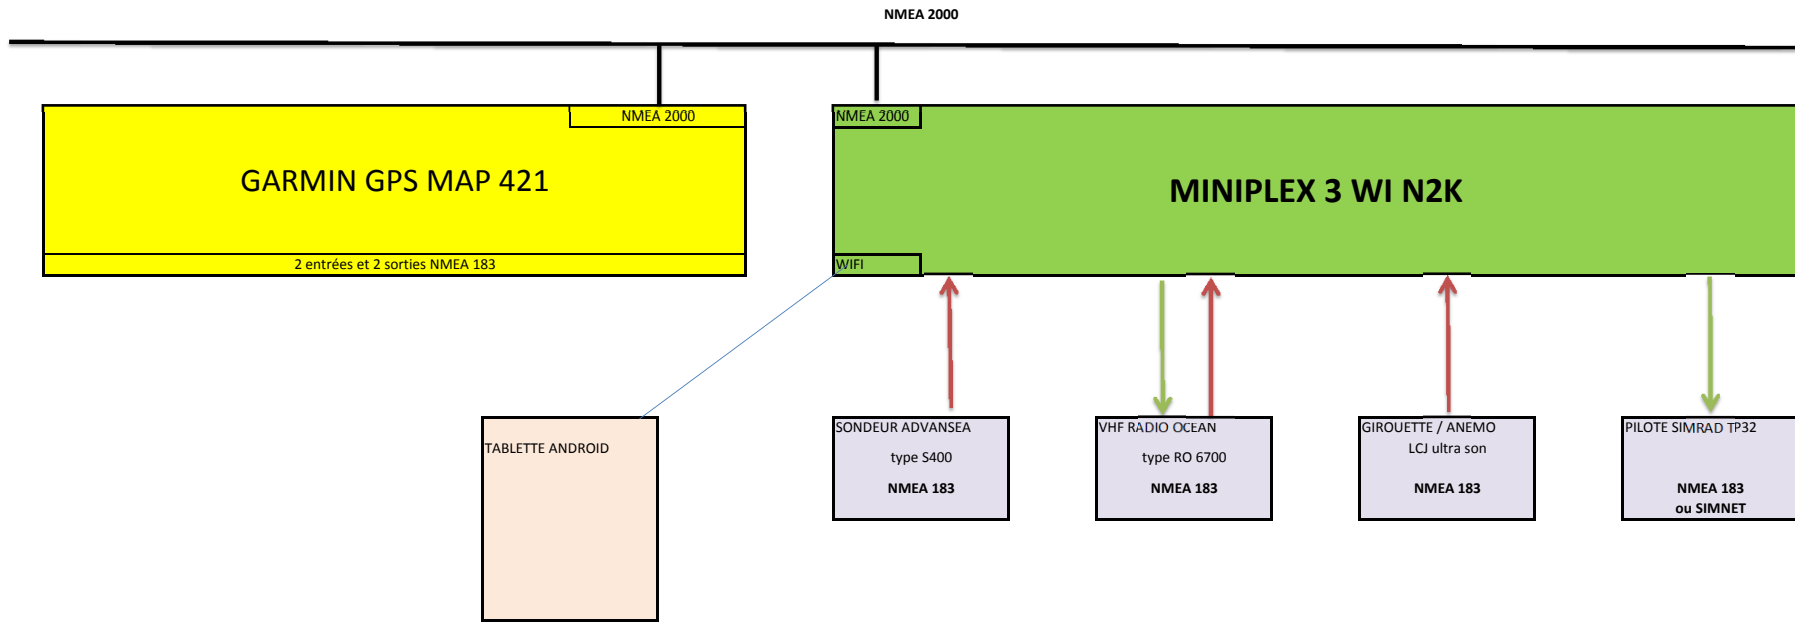 NMEA 2000
NMEA 2000
NMEA 2000
GARMIN GPS MAP 421
MINIPLEX 3 WI N2K
2 entrées et 2 sorties NMEA 183
WIFI
TABLETTE ANDROID
SONDEUR ADVANSEA
type S400
NMEA 183
VHF RADIO OCEAN
type RO 6700
NMEA 183
GIROUETTE / ANEMO
LCJ ultra son
NMEA 183
PILOTE SIMRAD TP32
NMEA 183
ou SIMNET